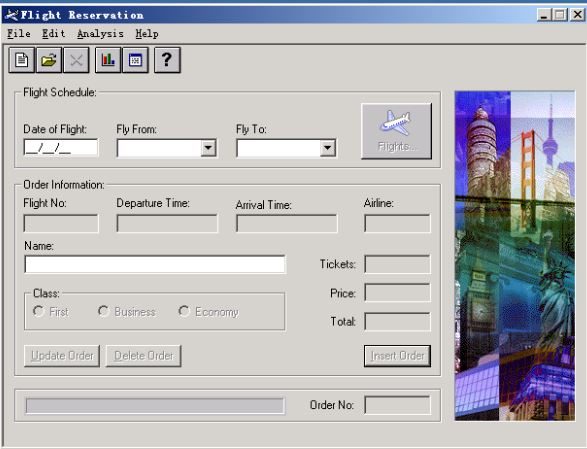 Flight Reservation
File Edit Analysis Help
?
Flight Schedule:
Date of Flight: Fly From: Fly To:
__/__/__
Flights...
Order Information:
Flight No: Departure Time: Arrival Time: Airline:
Name:
Tickets:
Class:
Price:
First Business Economy
Total:
Update Order Delete Order Insert Order
Order No: